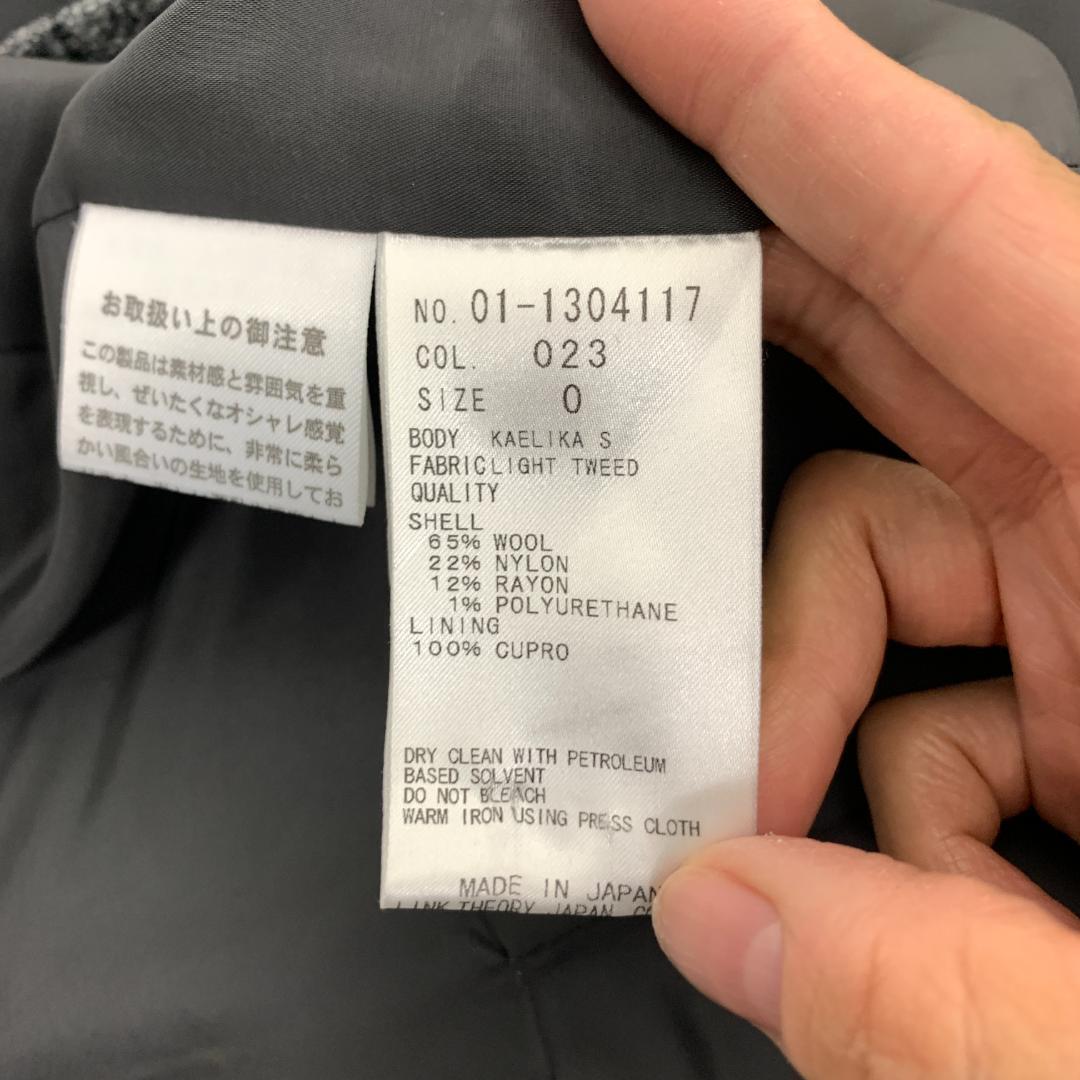 お取扱い上の御注意
この製品は素材感と雰囲気を重
視し、ぜいたくなオシャレ感覚
を表現するために、非常に柔ら
かい風合いの生地を使用してお
NO. 01-1304117
COL. 023
SIZE 0
BODY KAELIKA S
FABRICLIGHT TWEED
QUALITY
SHELL
65% WOOL
22% NYLON
12% RAYON
1% POLYURETHANE
LINING
100% CUPRO
DRY CLEAN WITH PETROLEUM
BASED SOLVENT
DO NOT BLEACH
WARM IRON USING PRESS CLOTH
MADE IN JAPAN
LINK THEORY JAPAN